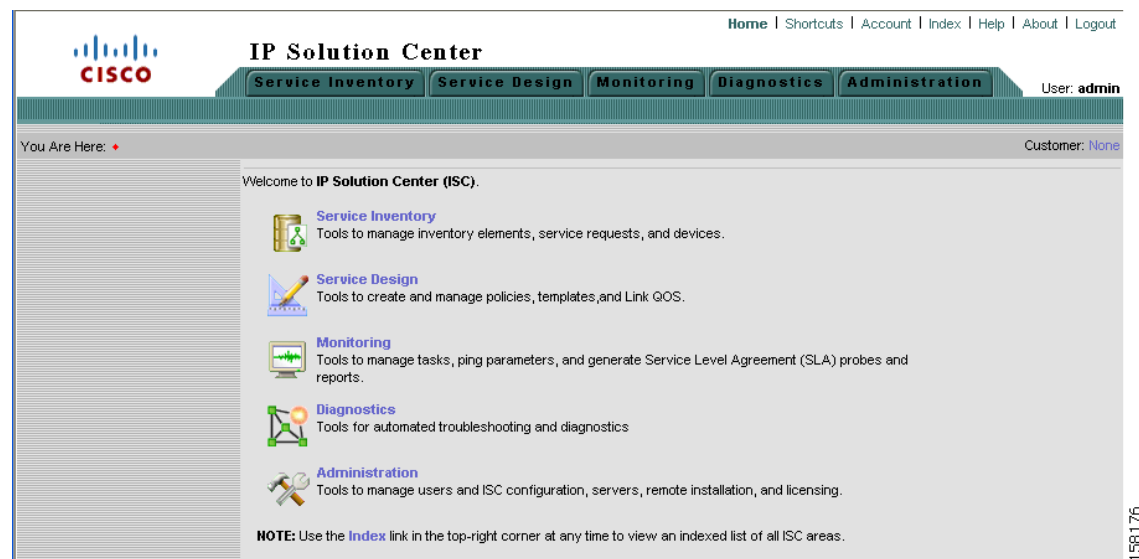 Home | Shortcuts | Account | Index | Help | About | Logout
CISCO
IP Solution Center
Service Inventory Service Design Monitoring Diagnostics Administration
User: admin
You Are Here:
Customer: None
Welcome to IP Solution Center (ISC).
Service Inventory
Tools to manage inventory elements, service requests, and devices.
Service Design
Tools to create and manage policies, templates,and Link QOS.
Monitoring
Tools to manage tasks, ping parameters, and generate Service Level Agreement (SLA) probes and
reports.
Diagnostics
Tools for automated troubleshooting and diagnostics
Administration
Tools to manage users and ISC configuration, servers, remote installation, and licensing.
NOTE: Use the Index link in the top-right corner at any time to view an indexed list of all ISC areas.
158176